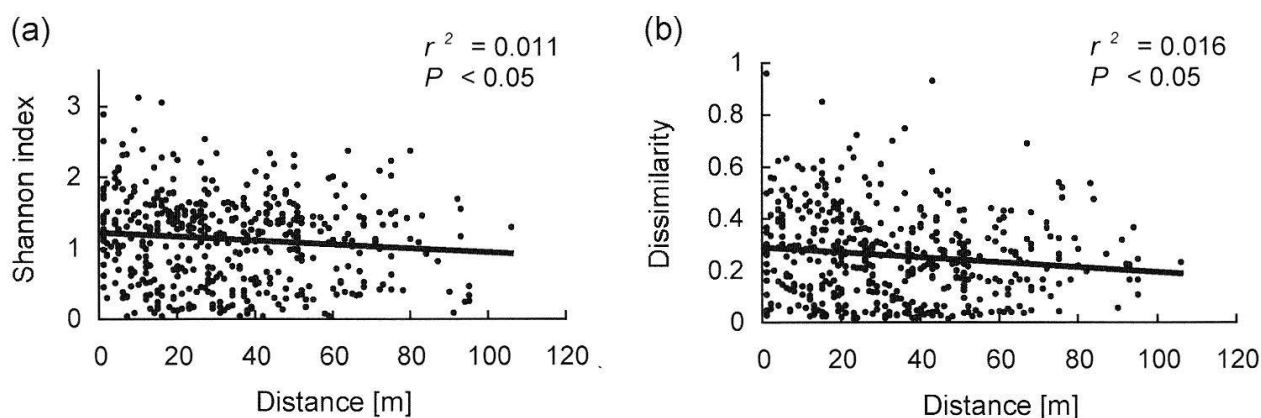 (a)
r ² = 0.011
P < 0.05
Shannon index
3
2
1
0
0 20 40 60 80 100 120
Distance [m]
(b)
r ² = 0.016
P < 0.05
Dissimilarity
1
0.8
0.6
0.4
0.2
0
0 20 40 60 80 100 120
Distance [m]